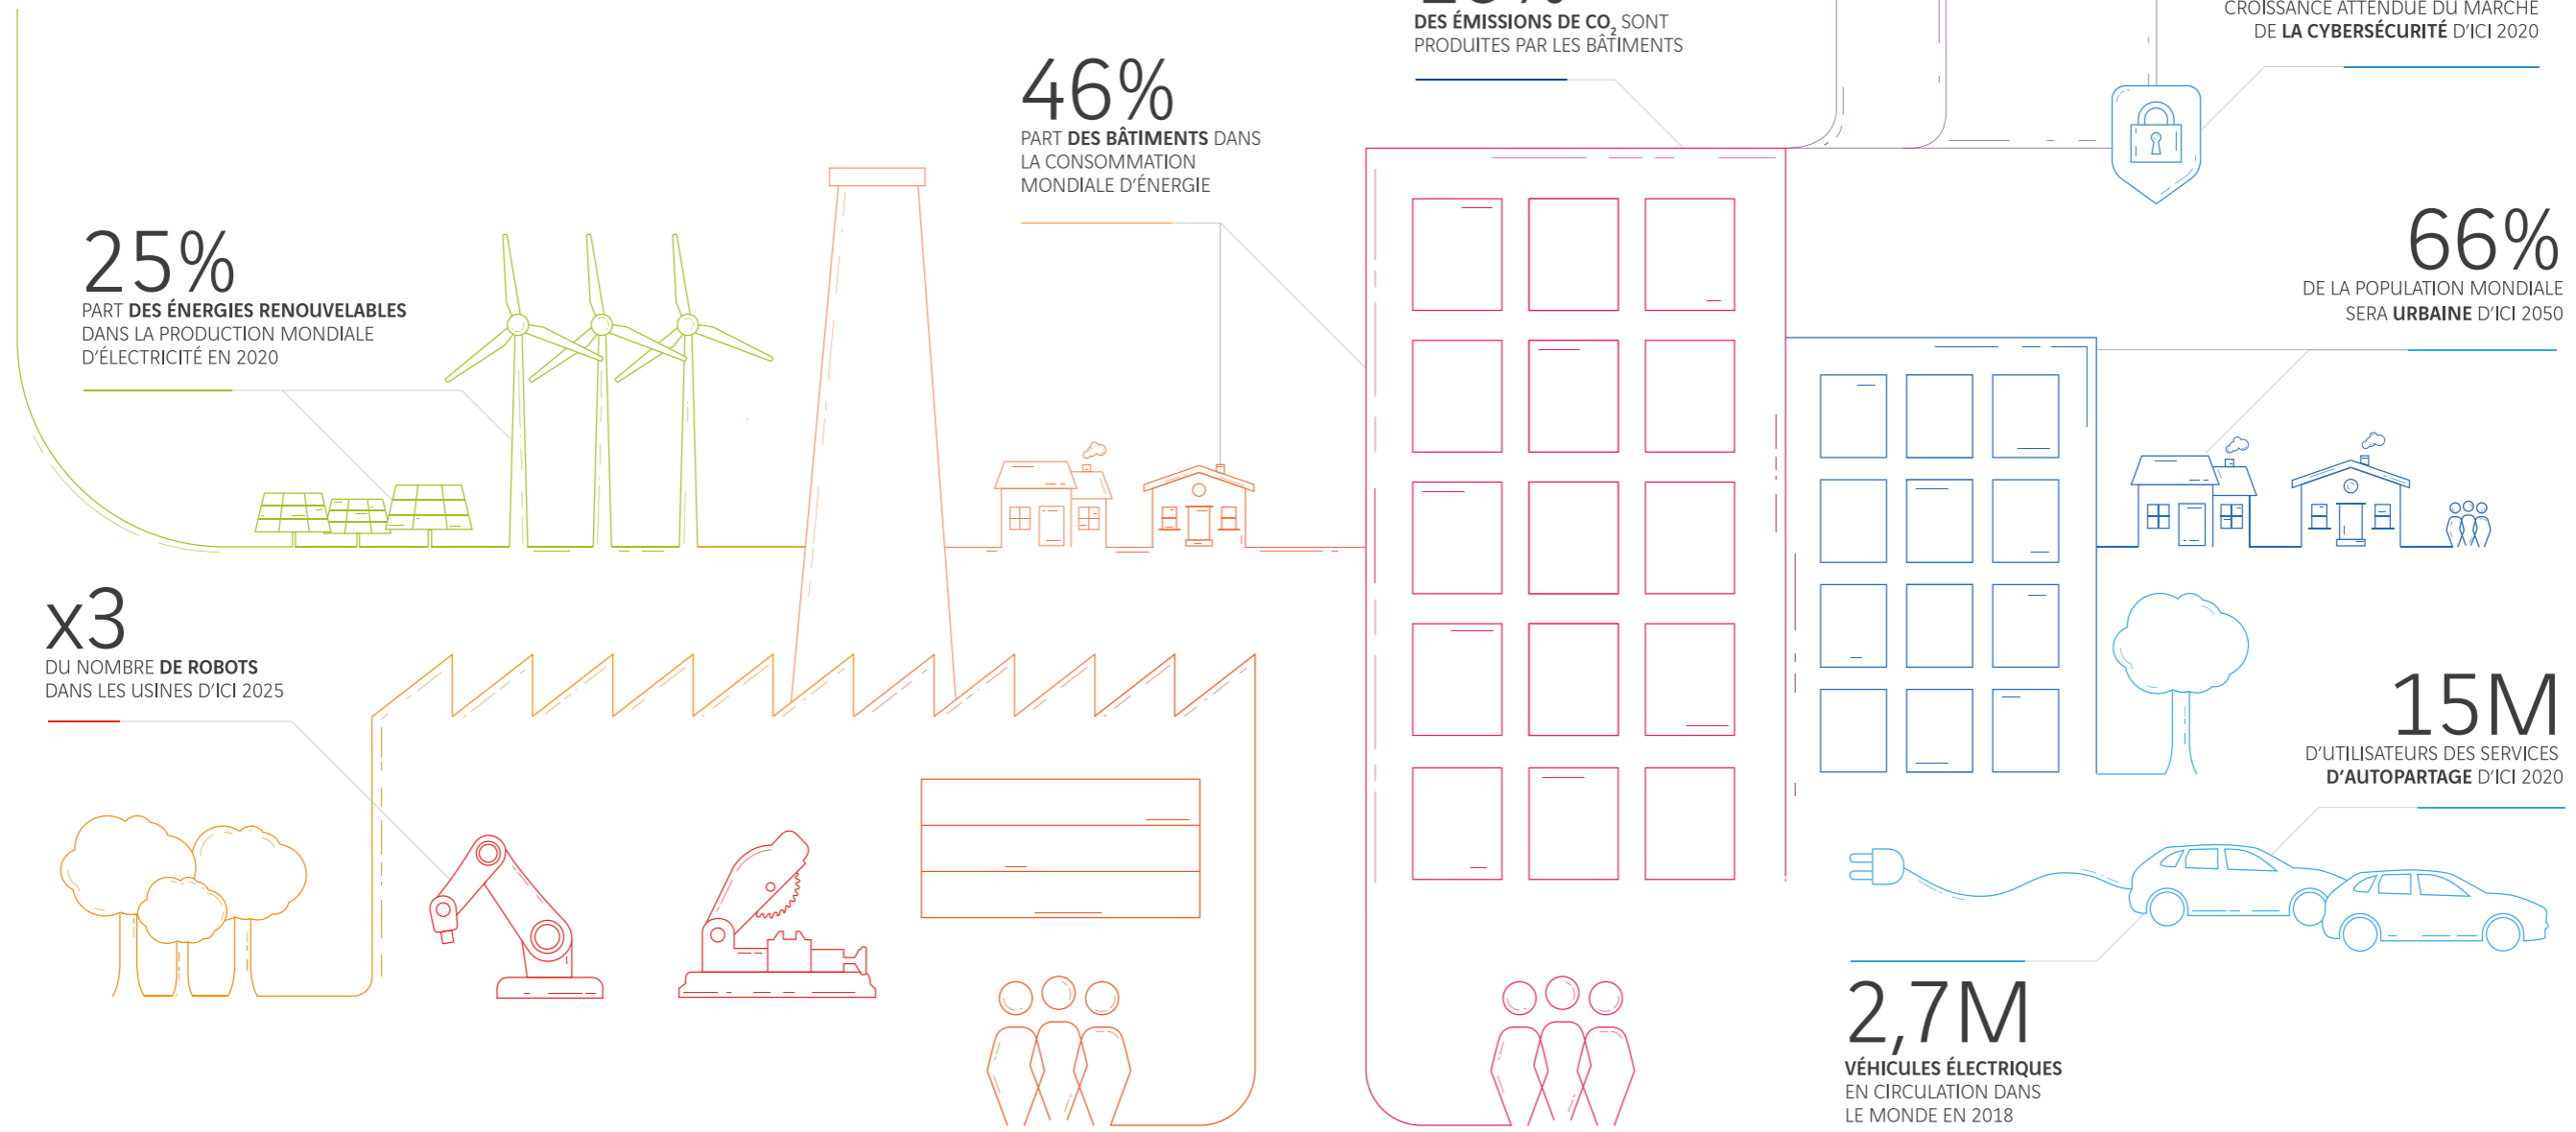 DES ÉMISSIONS DE CO₂ SONT
PRODUITES PAR LES BÂTIMENTS
CROISSANCE ATTENDUE DU MARCHÉ
DE LA CYBERSÉCURITÉ D'ICI 2020
46%
PART DES BÂTIMENTS DANS
LA CONSOMMATION
MONDIALE D'ÉNERGIE
25%
PART DES ÉNERGIES RENOUVELABLES
DANS LA PRODUCTION MONDIALE
D'ÉLECTRICITÉ EN 2020
66%
DE LA POPULATION MONDIALE
SERA URBAINE D'ICI 2050
x3
DU NOMBRE DE ROBOTS
DANS LES USINES D'ICI 2025
15M
D'UTILISATEURS DES SERVICES
D'AUTOPARTAGE D'ICI 2020
2,7M
VÉHICULES ÉLECTRIQUES
EN CIRCULATION DANS
LE MONDE EN 2018